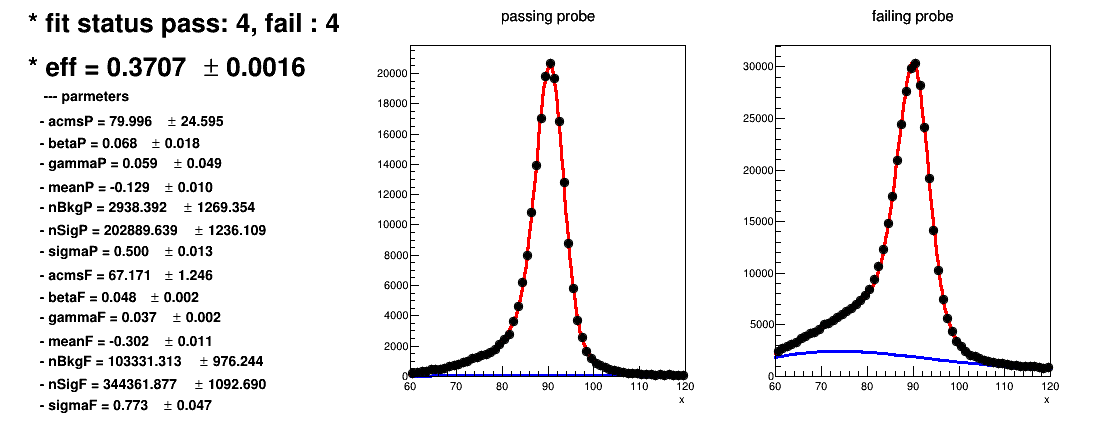 * fit status pass: 4, fail : 4
* eff = 0.3707 ± 0.0016
--- parmeters
- acmsP = 79.996 ± 24.595
- betaP = 0.068 ± 0.018
- gammaP = 0.059 ± 0.049
- meanP = -0.129 ± 0.010
- nBkgP = 2938.392 ± 1269.354
- nSigP = 202889.639 ± 1236.109
- sigmaP = 0.500 ± 0.013
- acmsF = 67.171 ± 1.246
- betaF = 0.048 ± 0.002
- gammaF = 0.037 ± 0.002
- meanF = -0.302 ± 0.011
- nBkgF = 103331.313 ± 976.244
- nSigF = 344361.877 ± 1092.690
- sigmaF = 0.773 ± 0.047
passing probe
20000
18000
16000
14000
12000
10000
8000
6000
4000
2000
0
60 70 80 90 100 110 120
x
failing probe
30000
25000
20000
15000
10000
5000
0
60 70 80 90 100 110 120
x